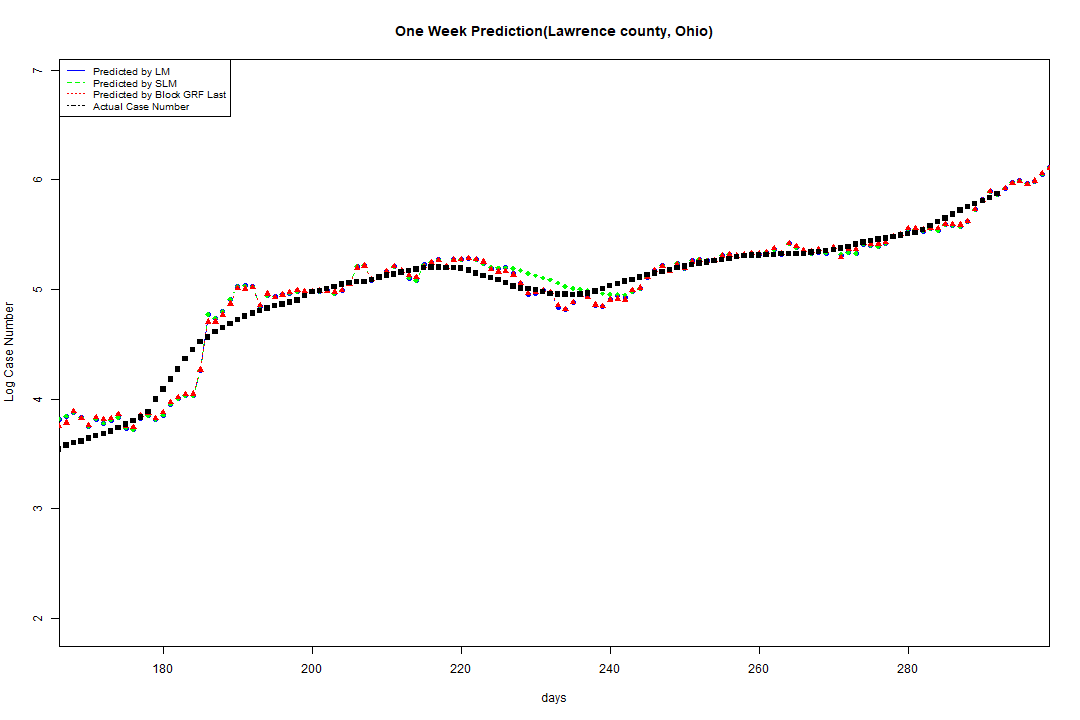 One Week Prediction(Lawrence county, Ohio)
Predicted by LM
Predicted by SLM
Predicted by Block GRF Last
Actual Case Number
7
6
5
4
3
2
Log Case Number
180 200 220 240 260 280
days